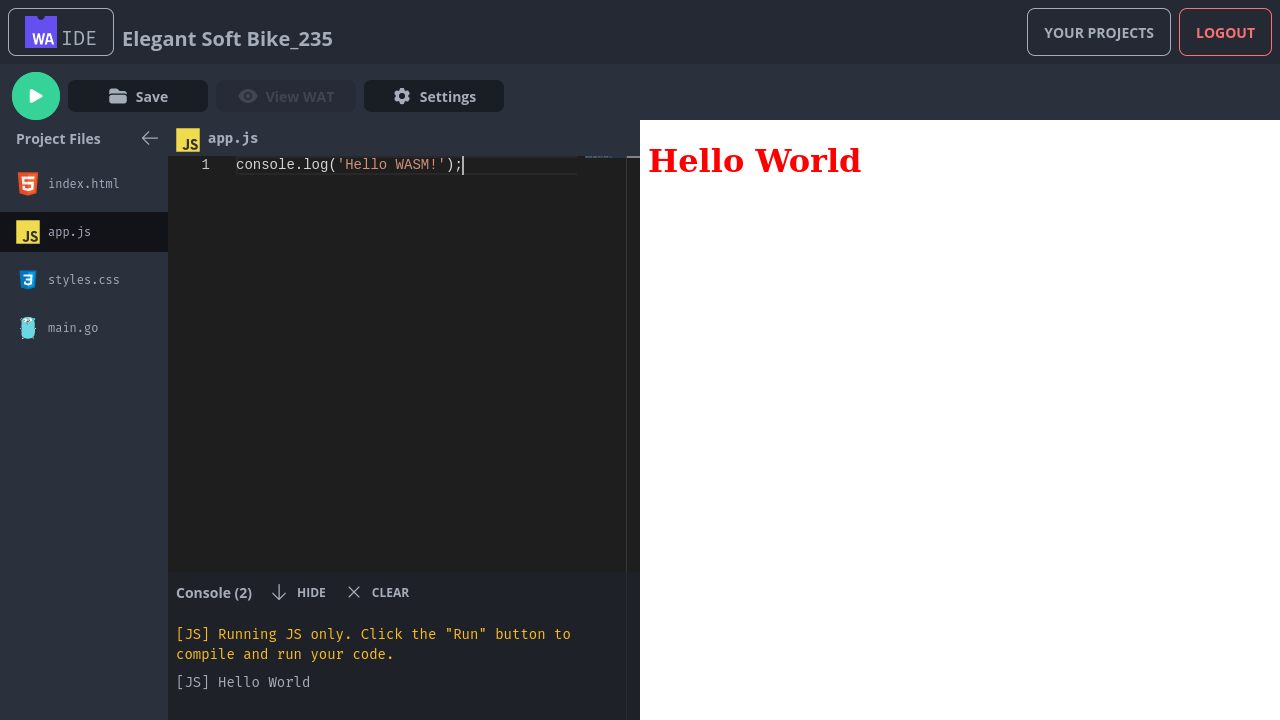 WA IDE
Elegant Soft Bike_235
YOUR PROJECTS
LOGOUT
Save
View WAT
Settings
Project Files
JS app.js
index.html
JS app.js
styles.css
main.go
1 console.log('Hello WASM!');
Hello World
Console (2)
HIDE
CLEAR
[JS] Running JS only. Click the "Run" button to
compile and run your code.
[JS] Hello World